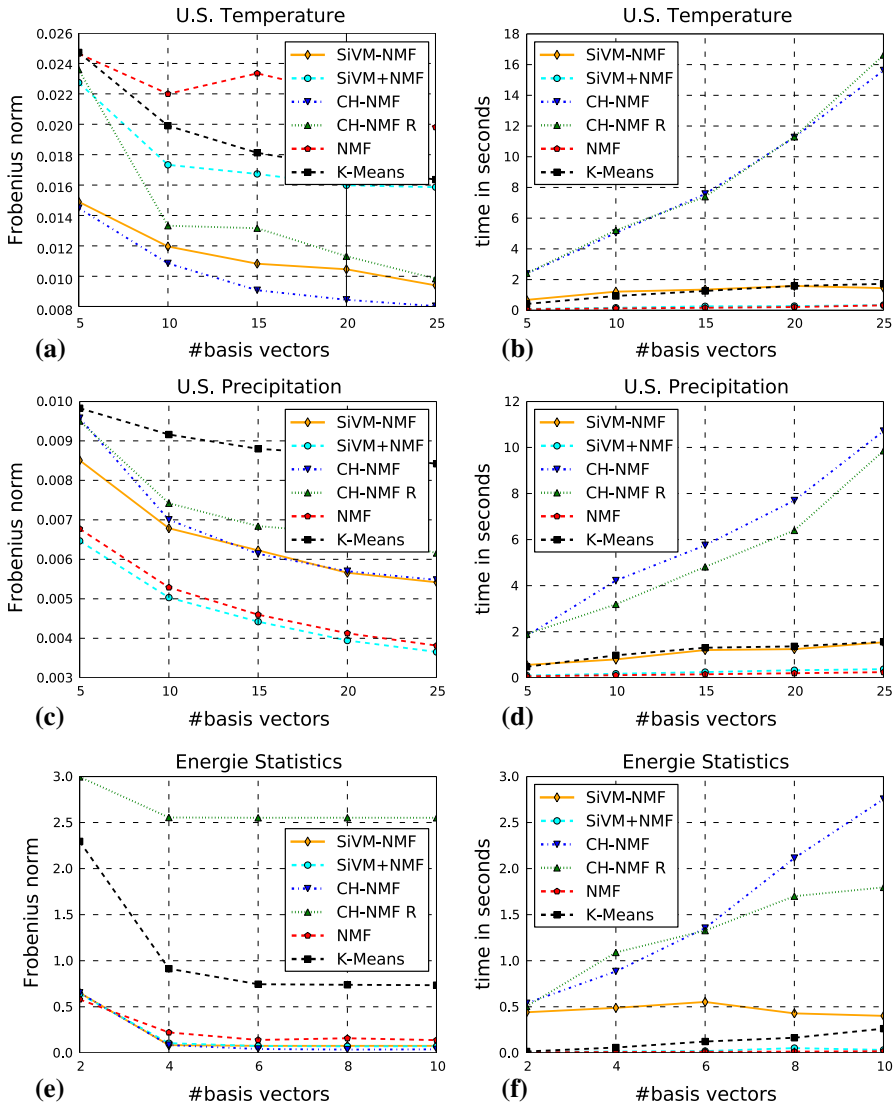 U.S. Temperature
0.026
0.024
0.022
0.020
0.018
0.016
0.014
0.012
0.010
0.008
Frobenius norm
5 10 15 20 25
#basis vectors
SiVM-NMF
SiVM+NMF
CH-NMF
CH-NMF R
NMF
K-Means
(a)
U.S. Temperature
18
16
14
12
10
8
6
4
2
0
time in seconds
5 10 15 20 25
#basis vectors
SiVM-NMF
SiVM+NMF
CH-NMF
CH-NMF R
NMF
K-Means
(b)
U.S. Precipitation
0.010
0.009
0.008
0.007
0.006
0.005
0.004
0.003
Frobenius norm
5 10 15 20 25
#basis vectors
SiVM-NMF
SiVM+NMF
CH-NMF
CH-NMF R
NMF
K-Means
(c)
U.S. Precipitation
12
10
8
6
4
2
0
time in seconds
5 10 15 20 25
#basis vectors
SiVM-NMF
SiVM+NMF
CH-NMF
CH-NMF R
NMF
K-Means
(d)
Energie Statistics
3.0
2.5
2.0
1.5
1.0
0.5
0.0
Frobenius norm
2 4 6 8 10
#basis vectors
SiVM-NMF
SiVM+NMF
CH-NMF
CH-NMF R
NMF
K-Means
(e)
Energie Statistics
3.0
2.5
2.0
1.5
1.0
0.5
0.0
time in seconds
2 4 6 8 10
#basis vectors
SiVM-NMF
SiVM+NMF
CH-NMF
CH-NMF R
NMF
K-Means
(f)